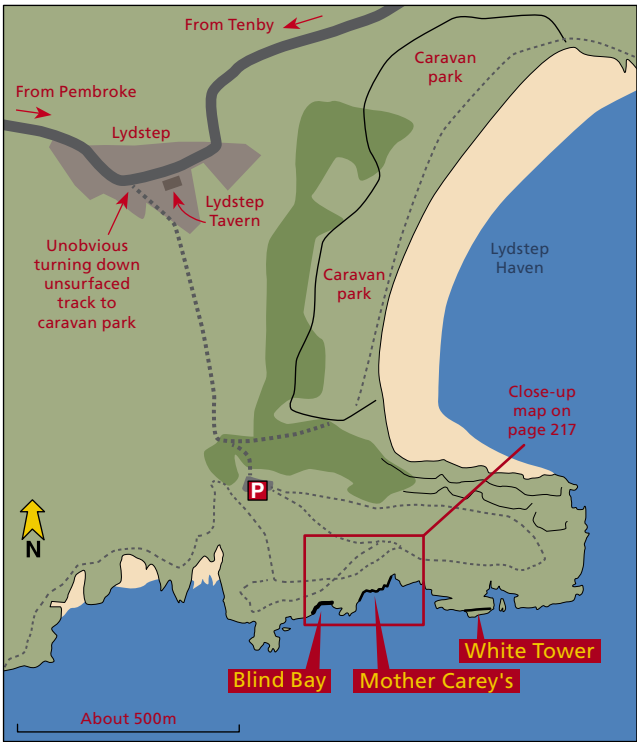 From Tenby
Caravan
park
From Pembroke
Lydstep
Lydstep
Tavern
Unobvious
turning down
unsurfaced
track to
caravan park
Lydstep
Haven
Caravan
park
Close-up
map on
page 217
P
N
White Tower
Blind Bay
Mother Carey's
About 500m